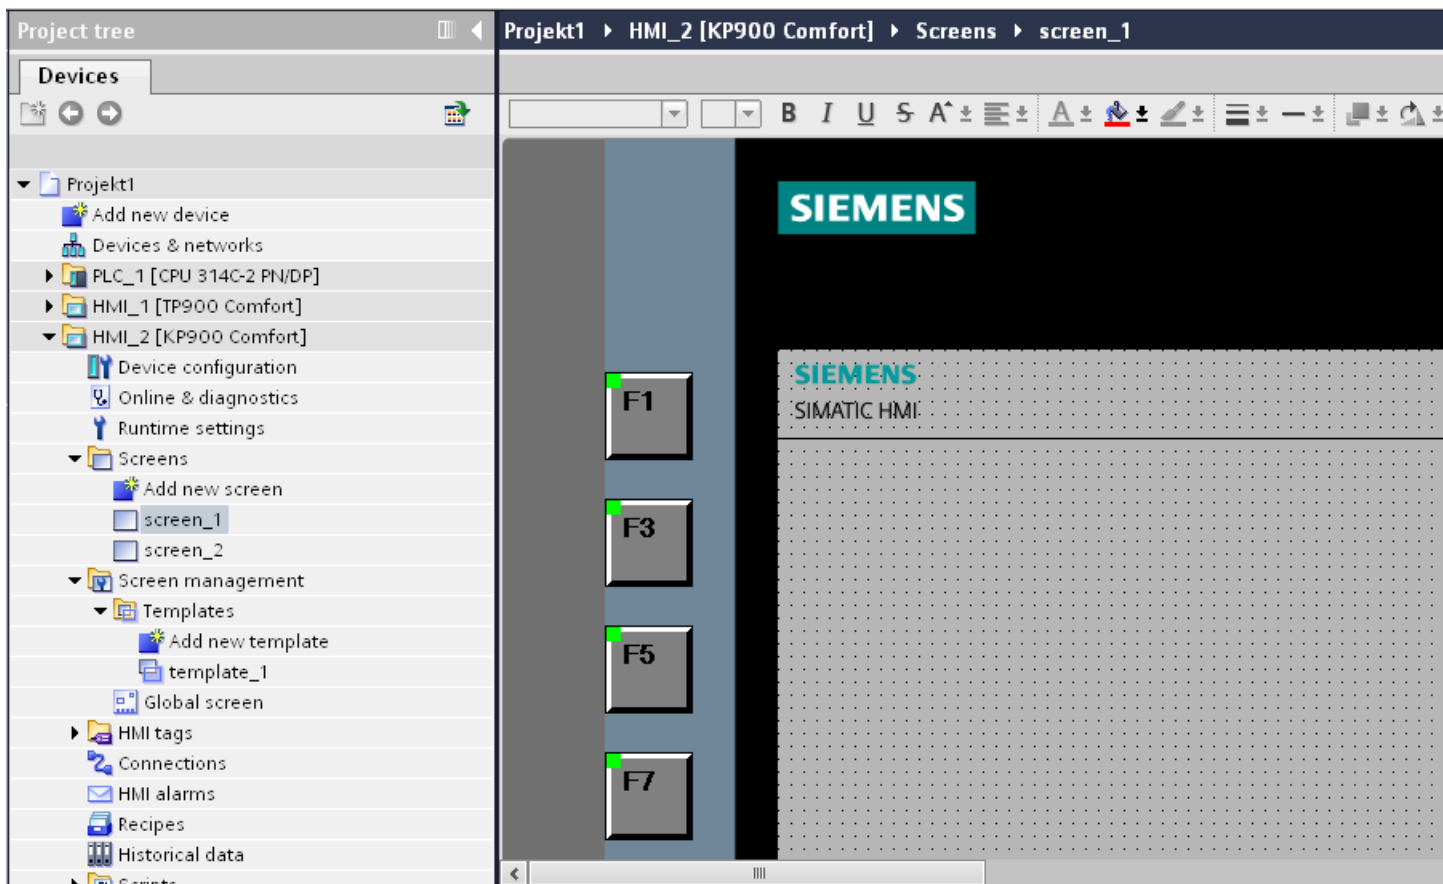 Project tree
Devices
Projekt1
Add new device
Devices & networks
PLC_1 [CPU 314C-2 PN/DP]
HMI_1 [TP900 Comfort]
HMI_2 [KP900 Comfort]
Device configuration
Online & diagnostics
Runtime settings
Screens
Add new screen
screen_1
screen_2
Screen management
Templates
Add new template
template_1
Global screen
HMI tags
Connections
HMI alarms
Recipes
Historical data
Scripts
Projekt1 HMI_2 [KP900 Comfort] Screens screen_1
B I U S A A
SIEMENS
SIEMENS
SIMATIC HMI
F1
F3
F5
F7